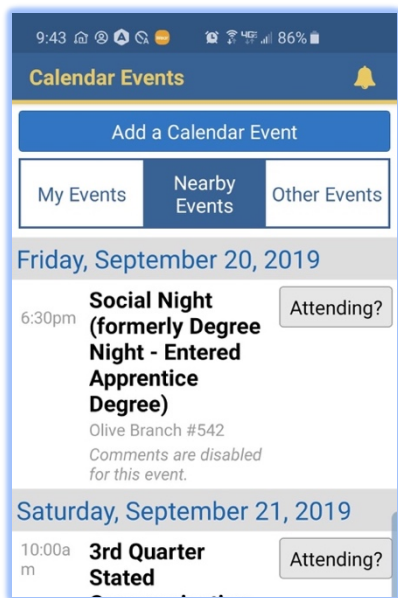 9:43 86%
Calendar Events
Add a Calendar Event
My Events
Nearby
Events
Other Events
Friday, September 20, 2019
6:30pm
Social Night
(formerly Degree
Night - Entered
Apprentice
Degree)
Attending?
Olive Branch #542
Comments are disabled
for this event.
Saturday, September 21, 2019
10:00a
m
3rd Quarter
Stated
Attending?